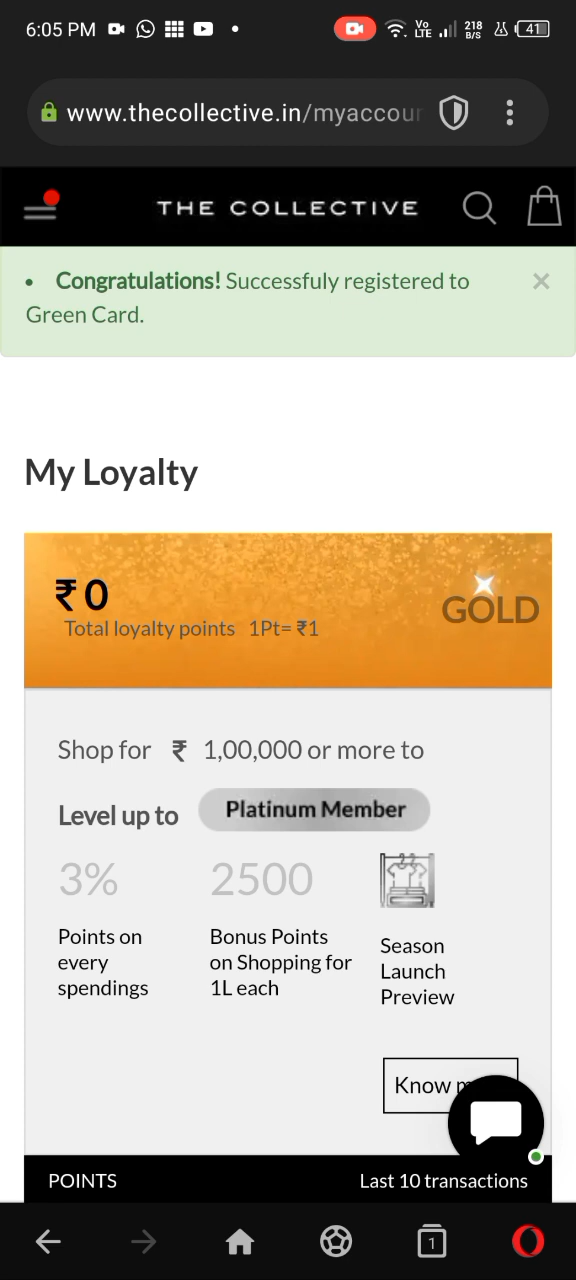 6:05 PM
Vo LTE
218 B/S
41
www.thecollective.in/myaccour
THE COLLECTIVE
• Congratulations! Successfuly registered to
Green Card.
×
My Loyalty
₹ 0
GOLD
Total loyalty points 1Pt= ₹1
Shop for ₹ 1,00,000 or more to
Level up to Platinum Member
3%
Points on
every
spendings
2500
Bonus Points
on Shopping for
1L each
Season
Launch
Preview
Know
POINTS
Last 10 transactions
1